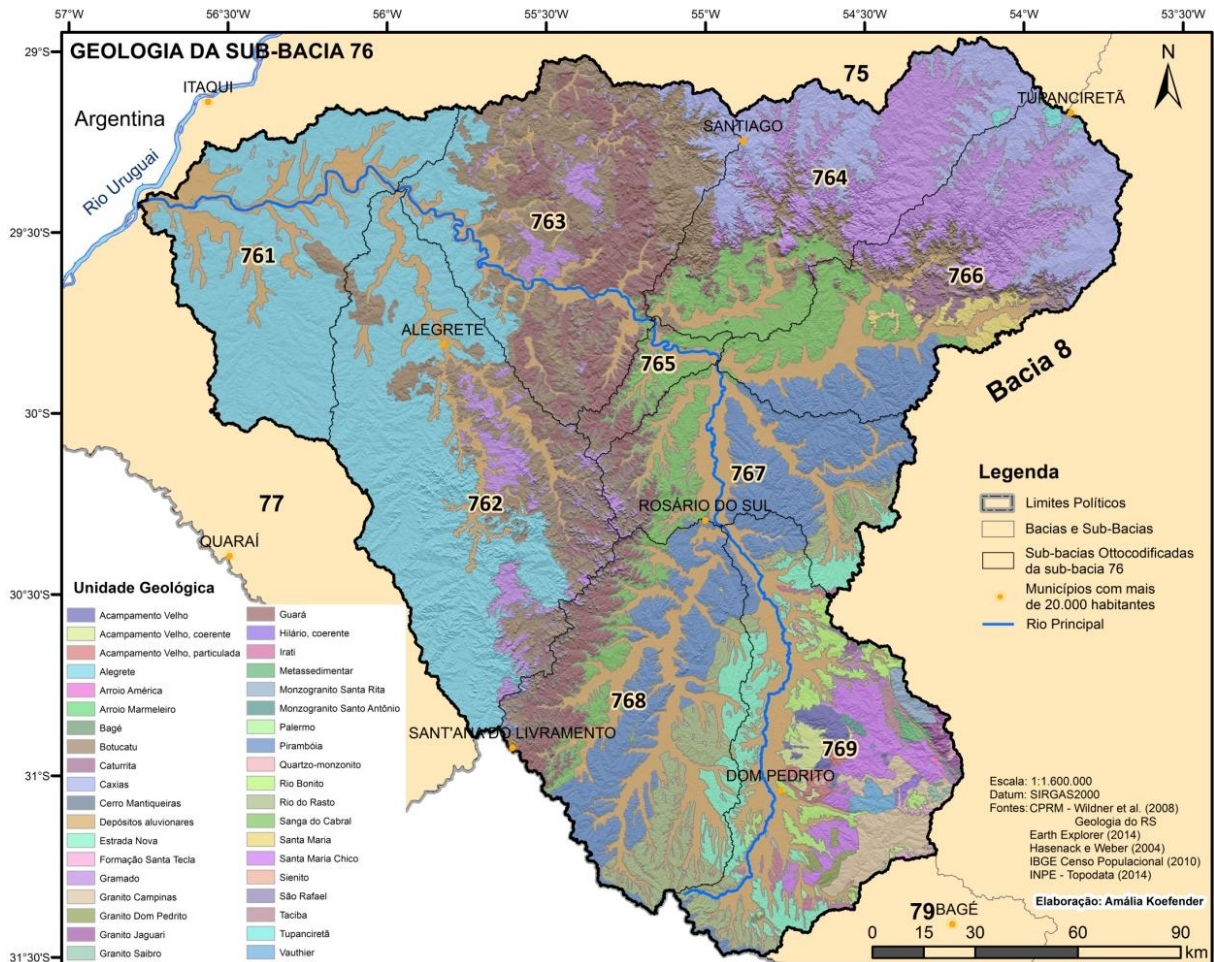 57°W
56°30'W
56°W
55°30'W
55°W
54°30'W
54°W
53°30'W
29°S
29°30'S
30°S
30°30'S
31°S
31°30'S
GEOLOGIA DA SUB-BACIA 76
N
ITAQUI
Argentina
Rio Uruguai
75
TUPANCIRETÃ
SANTIAGO
764
763
761
766
ALEGRETE
765
Bacia 8
767
762
77
ROSÁRIO DO SUL
QUARAÍ
768
SANT'ANA DO LIVRAMENTO
769
DOM PEDRITO
79
BAGÉ
Legenda
Limites Políticos
Bacias e Sub-Bacias
Sub-bacias Ottocodificadas
da sub-bacia 76
Municípios com mais
de 20.000 habitantes
Rio Principal
Unidade Geológica
Acampamento Velho
Acampamento Velho, coerente
Acampamento Velho, particulada
Alegrete
Arroio América
Arroio Marmeleiro
Bagé
Botucatu
Caturrita
Caxias
Cerro Mantiqueiras
Depósitos aluvionares
Estrada Nova
Formação Santa Tecla
Gramado
Granito Campinas
Granito Dom Pedrito
Granito Jaguari
Granito Saibro
Guará
Hilário, coerente
Irati
Metassedimentar
Monzogranito Santa Rita
Monzogranito Santo Antônio
Palermo
Pirambóia
Quartzo-monzonito
Rio Bonito
Rio do Rasto
Sanga do Cabral
Santa Maria
Santa Maria Chico
Sienito
São Rafael
Taciba
Tupanciretã
Vauthier
Escala: 1:1.600.000
Datum: SIRGAS2000
Fontes: CPRM - Wildner et al. (2008)
Geologia do RS
Earth Explorer (2014)
Hasenack e Weber (2004)
IBGE Censo Populacional (2010)
INPE - Topodata (2014)
Elaboração: Amália Koefender
0 15 30 60 90
km